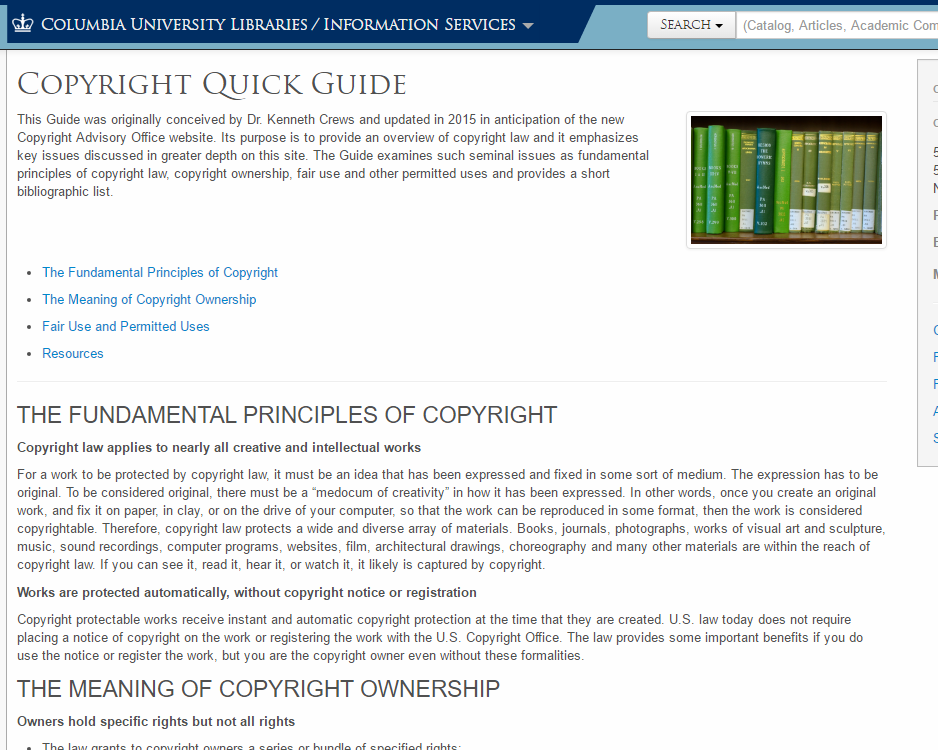 COLUMBIA UNIVERSITY LIBRARIES / INFORMATION SERVICES
SEARCH
(Catalog, Articles, Academic Com
COPYRIGHT QUICK GUIDE
This Guide was originally conceived by Dr. Kenneth Crews and updated in 2015 in anticipation of the new
Copyright Advisory Office website. Its purpose is to provide an overview of copyright law and it emphasizes
key issues discussed in greater depth on this site. The Guide examines such seminal issues as fundamental
principles of copyright law, copyright ownership, fair use and other permitted uses and provides a short
bibliographic list.
• The Fundamental Principles of Copyright
• The Meaning of Copyright Ownership
• Fair Use and Permitted Uses
• Resources
THE FUNDAMENTAL PRINCIPLES OF COPYRIGHT
Copyright law applies to nearly all creative and intellectual works
For a work to be protected by copyright law, it must be an idea that has been expressed and fixed in some sort of medium. The expression has to be
original. To be considered original, there must be a “medocum of creativity” in how it has been expressed. In other words, once you create an original
work, and fix it on paper, in clay, or on the drive of your computer, so that the work can be reproduced in some format, then the work is considered
copyrightable. Therefore, copyright law protects a wide and diverse array of materials. Books, journals, photographs, works of visual art and sculpture,
music, sound recordings, computer programs, websites, film, architectural drawings, choreography and many other materials are within the reach of
copyright law. If you can see it, read it, hear it, or watch it, it likely is captured by copyright.
Works are protected automatically, without copyright notice or registration
Copyright protectable works receive instant and automatic copyright protection at the time that they are created. U.S. law today does not require
placing a notice of copyright on the work or registering the work with the U.S. Copyright Office. The law provides some important benefits if you do
use the notice or register the work, but you are the copyright owner even without these formalities.
THE MEANING OF COPYRIGHT OWNERSHIP
Owners hold specific rights but not all rights
• The law grants to copyright owners a series or bundle of specified rights: